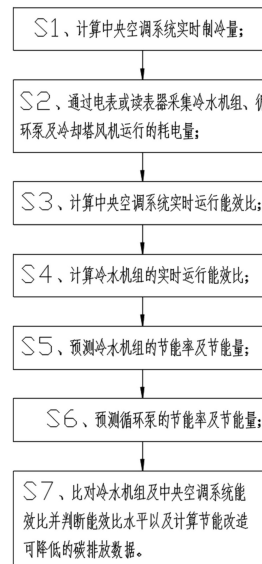 S1、计算中央空调系统实时制冷量;
S2、通过电表或读表器采集冷水机组、
环泵及冷却塔风机运行的耗电量;
S3、计算中央空调系统实时运行能效比;
S4、计算冷水机组的实时运行能效比;
S5、预测冷水机组的节能率及节能量;
S6、预测循环泵的节能率及节能量;
S7、比对冷水机组及中央空调系统能
效比并判断能效比水平以及计算节能改造
可降低的碳排放数据。